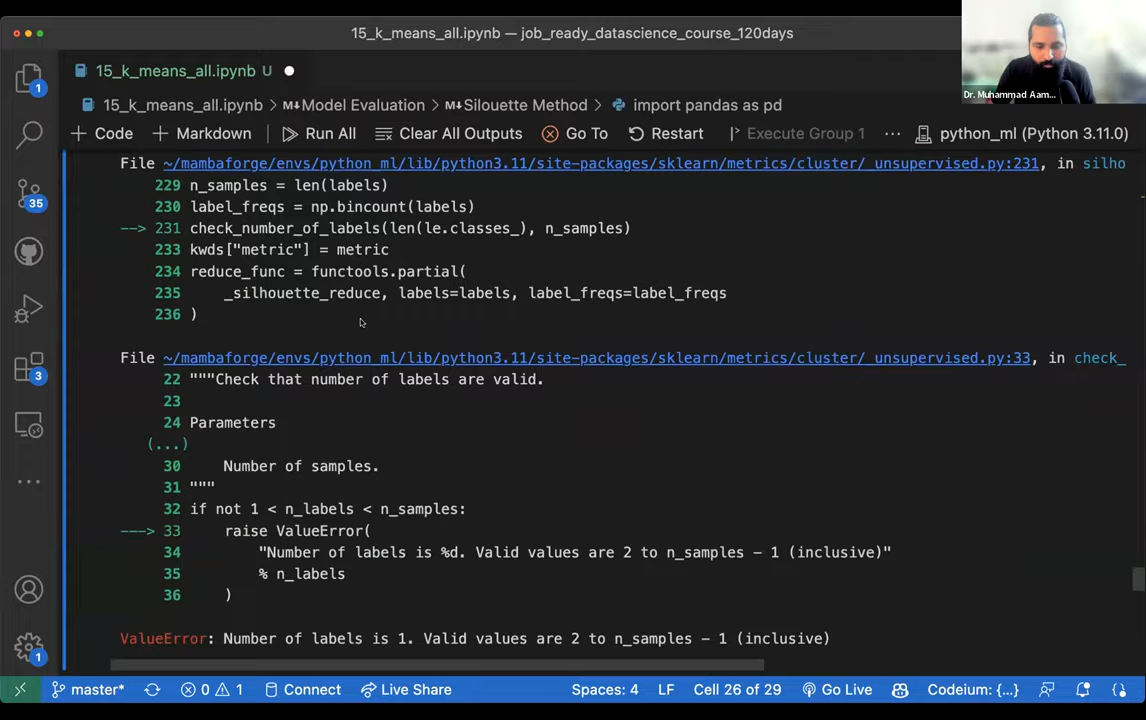 15_k_means_all.ipynb — job_ready_datascience_course_120days
15_k_means_all.ipynb U
Dr. Muhammad Aam...
15_k_means_all.ipynb > M↓Model Evaluation > M↓Silouette Method > import pandas as pd
+ Code + Markdown Run All Clear All Outputs Go To Restart Execute Group 1 ... python_ml (Python 3.11.0)
1
35
3
1
File ~/mambaforge/envs/python_ml/lib/python3.11/site-packages/sklearn/metrics/cluster/_unsupervised.py:231, in silho
229 n_samples = len(labels)
230 label_freqs = np.bincount(labels)
--> 231 check_number_of_labels(len(le.classes_), n_samples)
233 kwds["metric"] = metric
234 reduce_func = functools.partial(
235 _silhouette_reduce, labels=labels, label_freqs=label_freqs
236 )
File ~/mambaforge/envs/python_ml/lib/python3.11/site-packages/sklearn/metrics/cluster/_unsupervised.py:33, in check_
22 """Check that number of labels are valid.
23
24 Parameters
(...)
30 Number of samples.
31 """
32 if not 1 < n_labels < n_samples:
---> 33 raise ValueError(
34 "Number of labels is %d. Valid values are 2 to n_samples - 1 (inclusive)"
35 % n_labels
36 )
ValueError: Number of labels is 1. Valid values are 2 to n_samples - 1 (inclusive)
master* 0 1 Connect Live Share Spaces: 4 LF Cell 26 of 29 Go Live Codeium: {...}